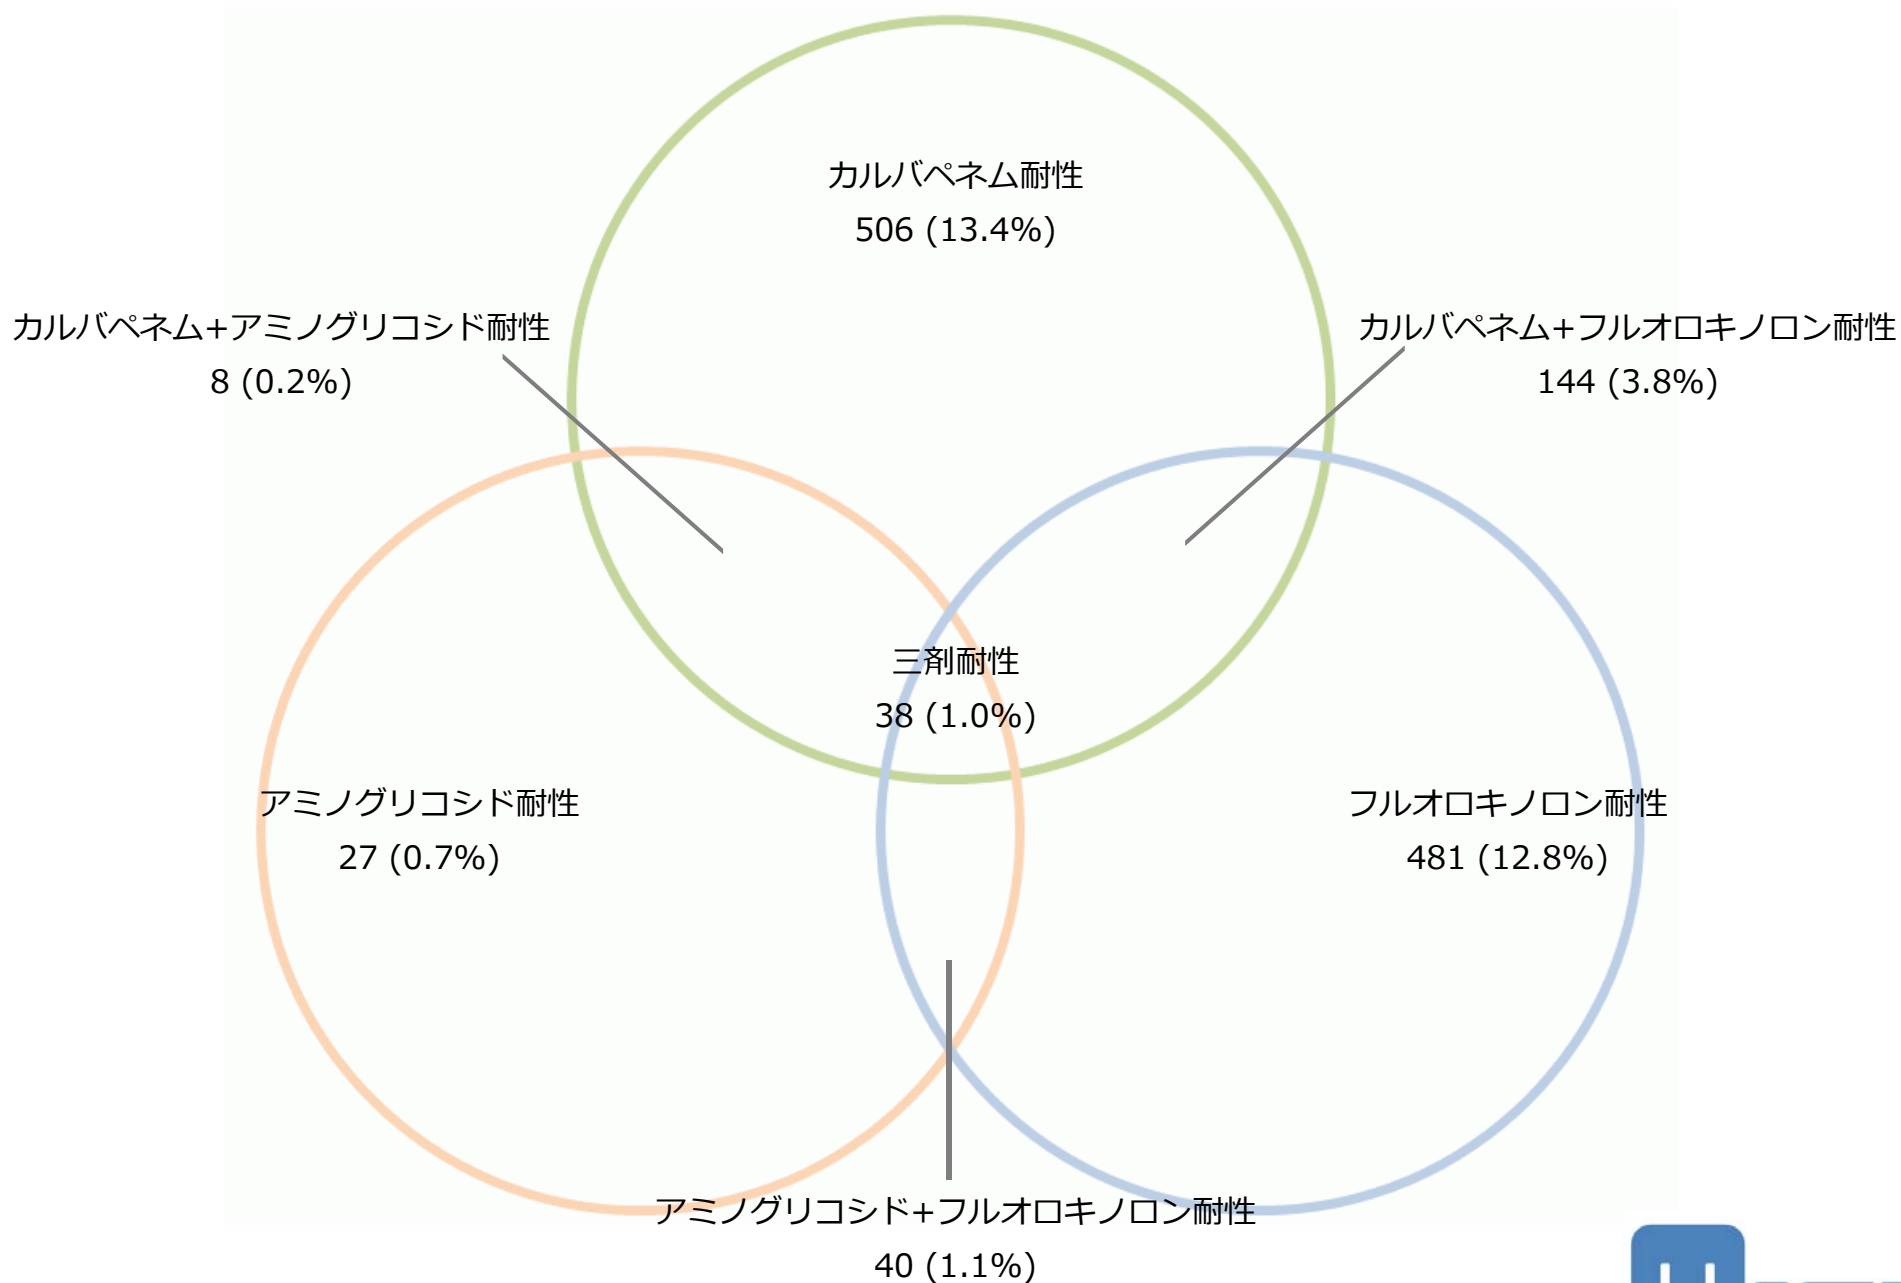 カルバペネム耐性
506 (13.4%)
カルバペネム+アミノグリコシド耐性
8 (0.2%)
カルバペネム+フルオロキノロン耐性
144 (3.8%)
三剤耐性
38 (1.0%)
アミノグリコシド耐性
27 (0.7%)
フルオロキノロン耐性
481 (12.8%)
アミノグリコシド+フルオロキノロン耐性
40 (1.1%)